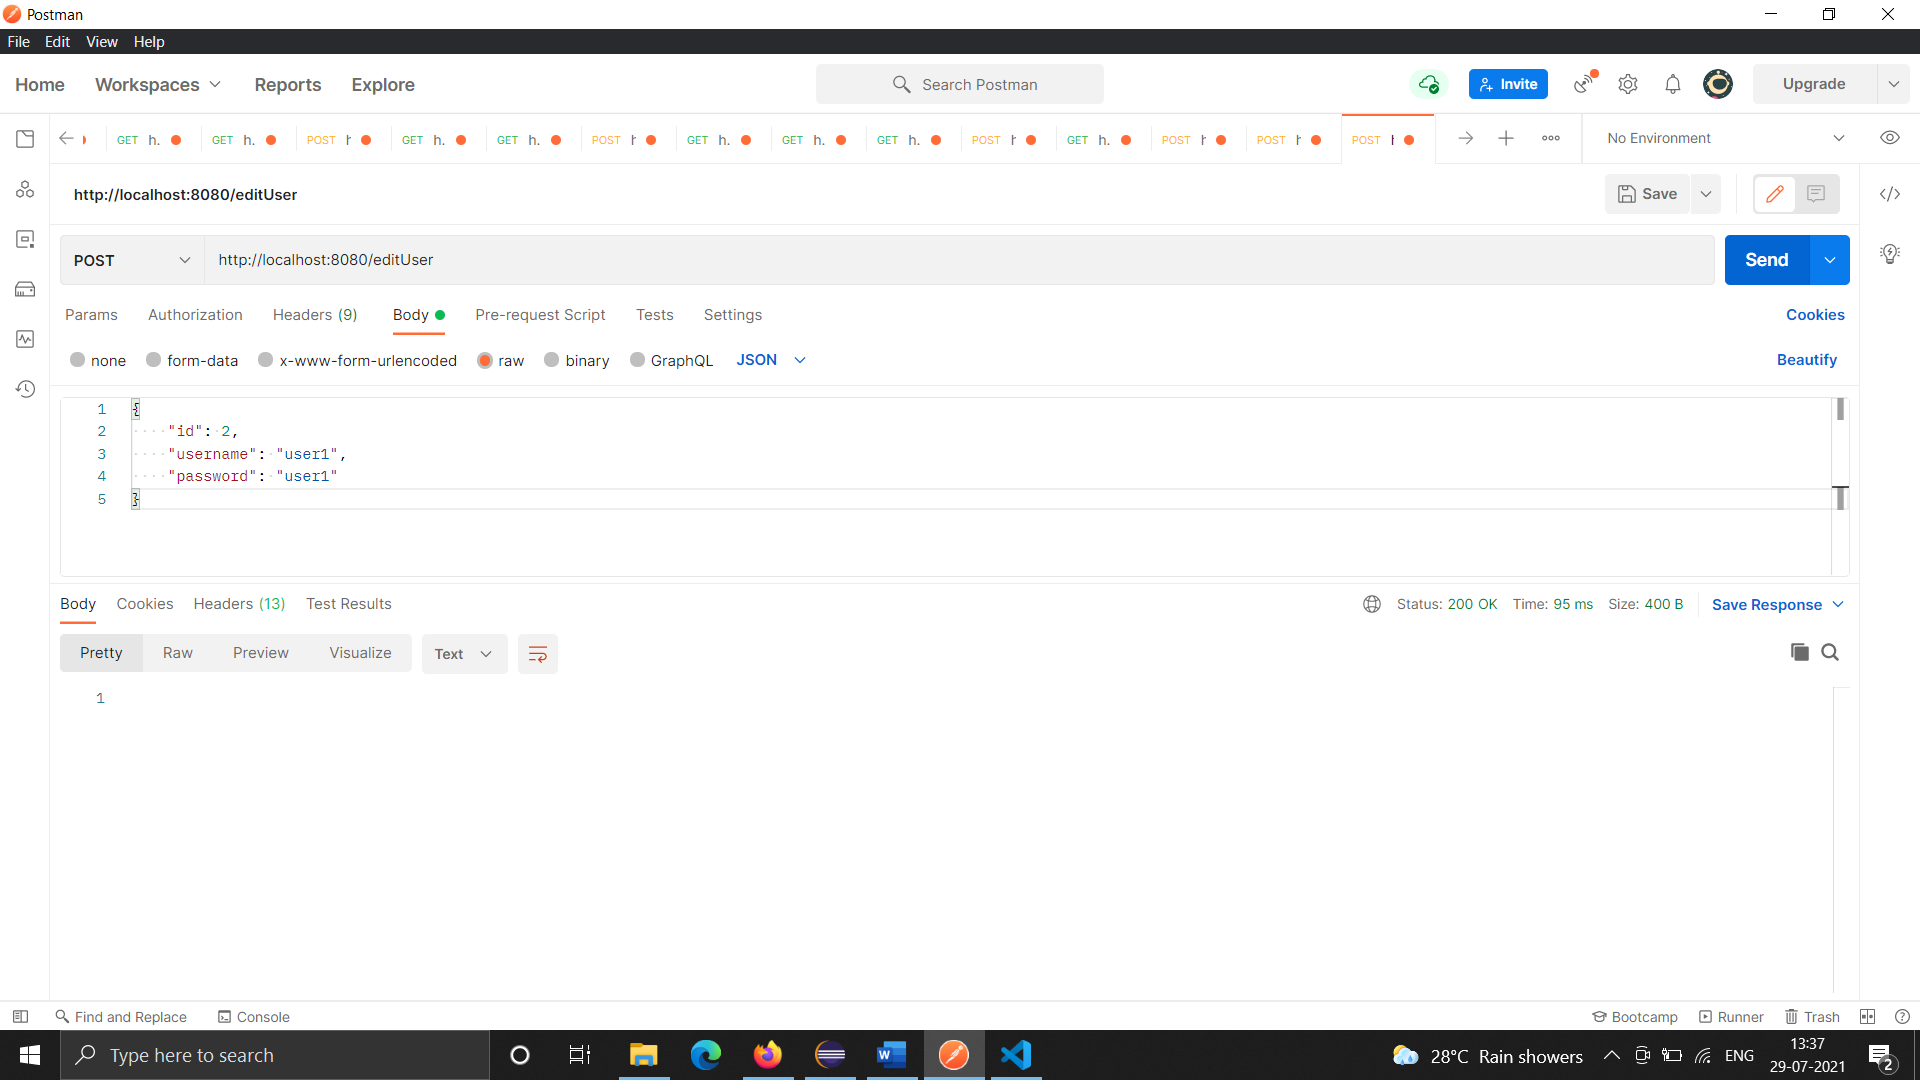 Postman
File Edit View Help
Home Workspaces Reports Explore Search Postman Invite Upgrade
GET h. GET h. POST GET h. GET h. POST GET h. GET h. GET h. POST GET h. POST POST POST No Environment
http://localhost:8080/editUser Save
POST http://localhost:8080/editUser Send
Params Authorization Headers (9) Body Pre-request Script Tests Settings Cookies
none form-data x-www-form-urlencoded raw binary GraphQL JSON Beautify
1 {
2 "id": 2,
3 "username": "user1",
4 "password": "user1"
5 }
Body Cookies Headers (13) Test Results Status: 200 OK Time: 95 ms Size: 400 B Save Response
Pretty Raw Preview Visualize Text
1
Find and Replace Console Bootcamp Runner Trash
Type here to search 28°C Rain showers ENG 13:37
29-07-2021 2